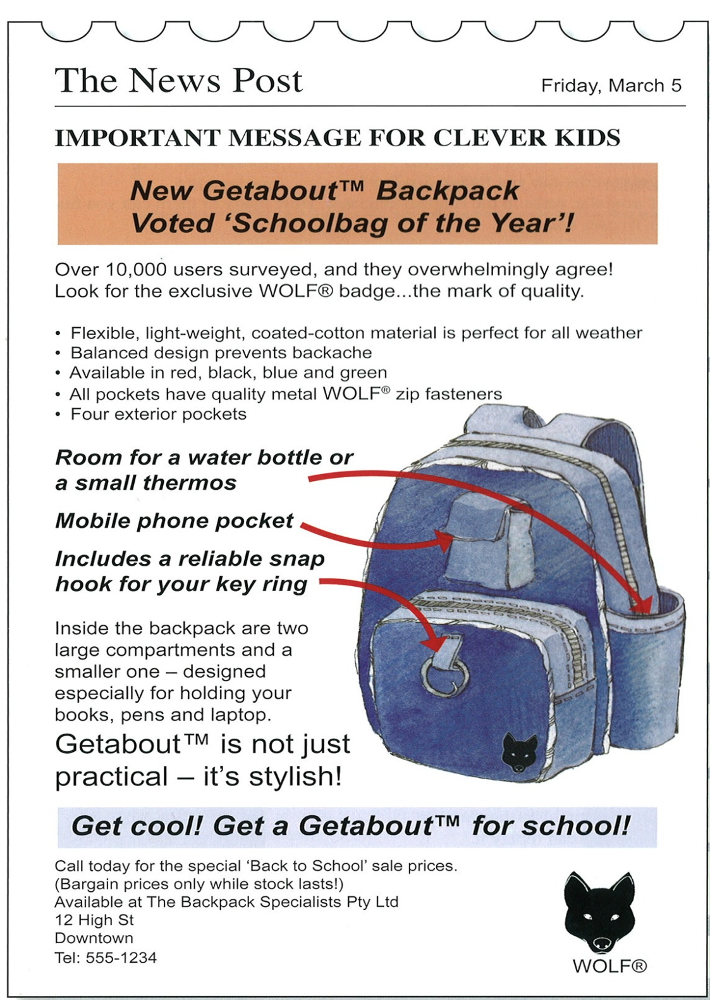 The News Post
Friday, March 5
IMPORTANT MESSAGE FOR CLEVER KIDS
New Getabout™ Backpack
Voted ‘Schoolbag of the Year’!
Over 10,000 users surveyed, and they overwhelmingly agree!
Look for the exclusive WOLF® badge...the mark of quality.
• Flexible, light-weight, coated-cotton material is perfect for all weather
• Balanced design prevents backache
• Available in red, black, blue and green
• All pockets have quality metal WOLF® zip fasteners
• Four exterior pockets
Room for a water bottle or
a small thermos
Mobile phone pocket
Includes a reliable snap
hook for your key ring
Inside the backpack are two
large compartments and a
smaller one – designed
especially for holding your
books, pens and laptop.
Getabout™ is not just
practical – it’s stylish!
Get cool! Get a Getabout™ for school!
Call today for the special ‘Back to School’ sale prices.
(Bargain prices only while stock lasts!)
Available at The Backpack Specialists Pty Ltd
12 High St
Downtown
Tel: 555-1234
WOLF®